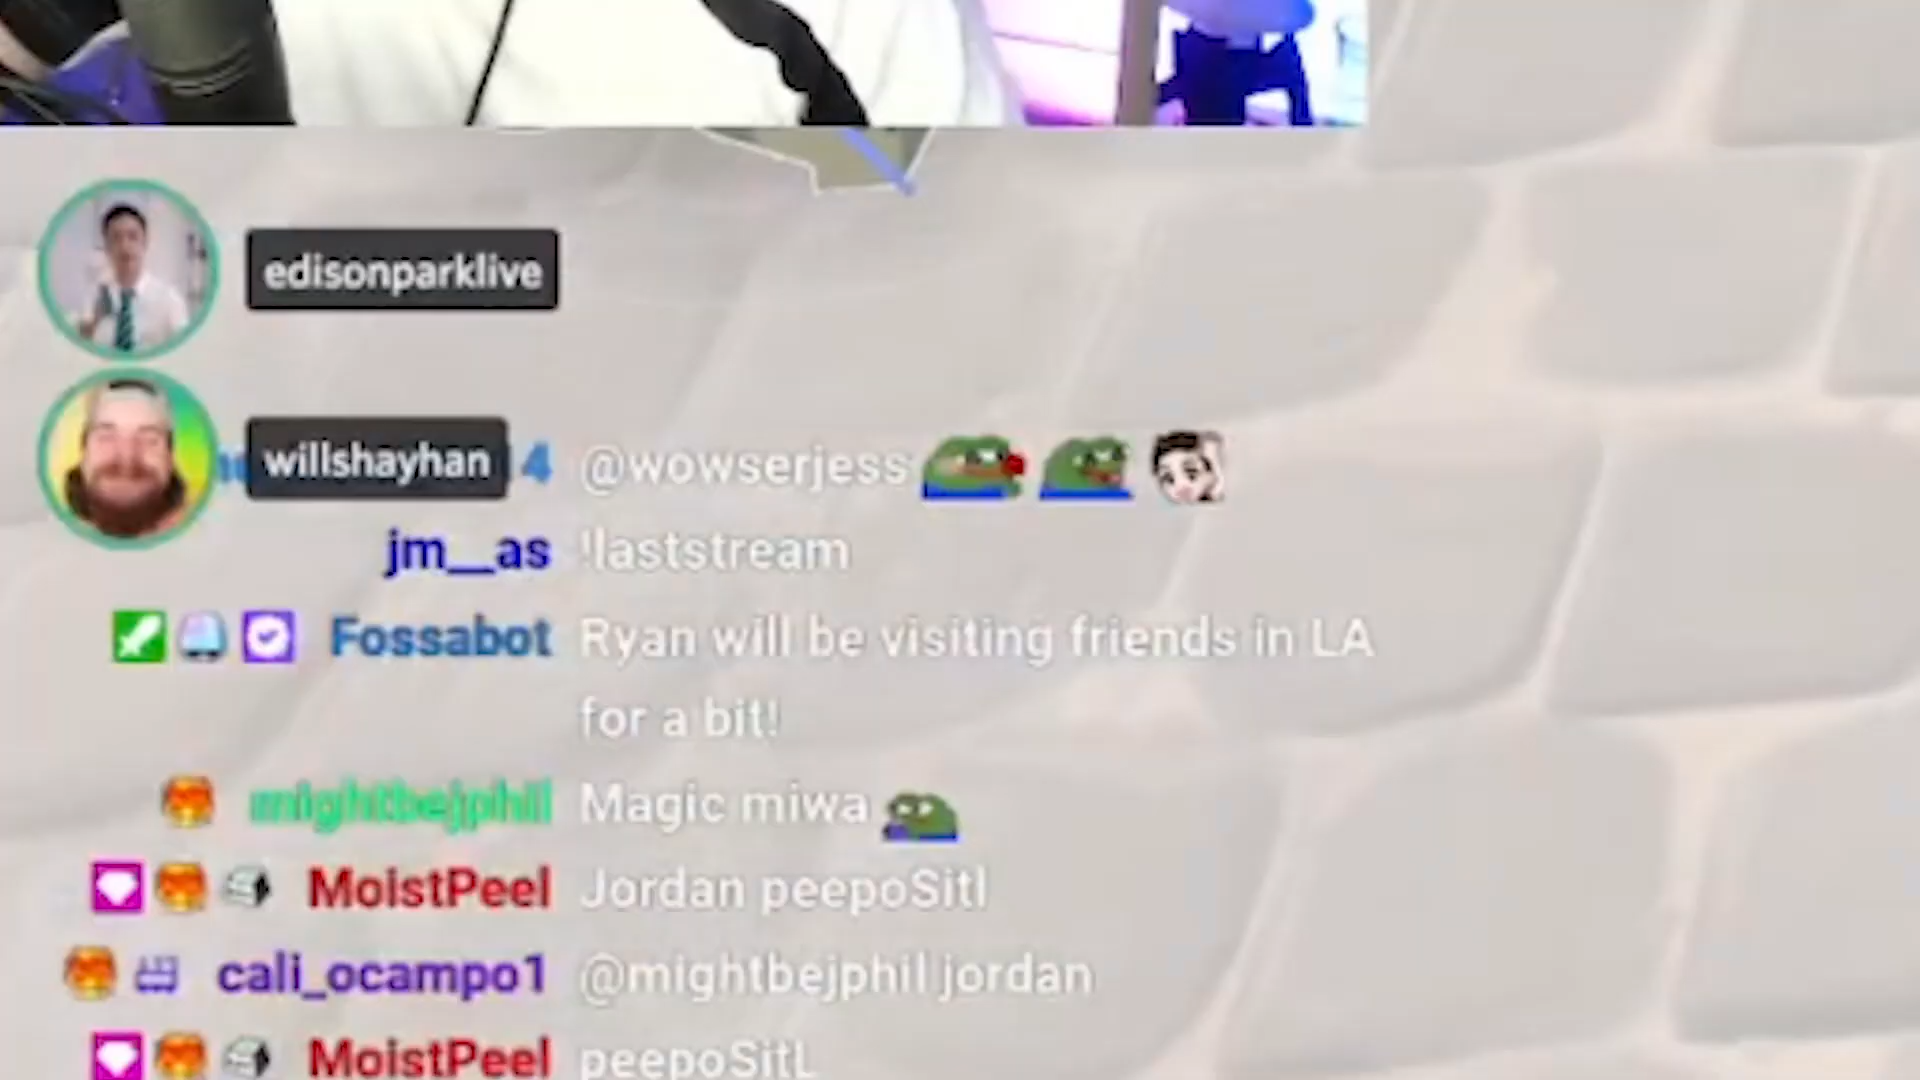 edisonparklive
willshayhan 4 @wowserjess
jm__as !laststream
Fossabot Ryan will be visiting friends in LA
for a bit!
mightbejphil Magic miwa
MoistPeel Jordan peepoSitl
cali_ocampo1 @mightbejphil jordan
MoistPeel peepoSitL